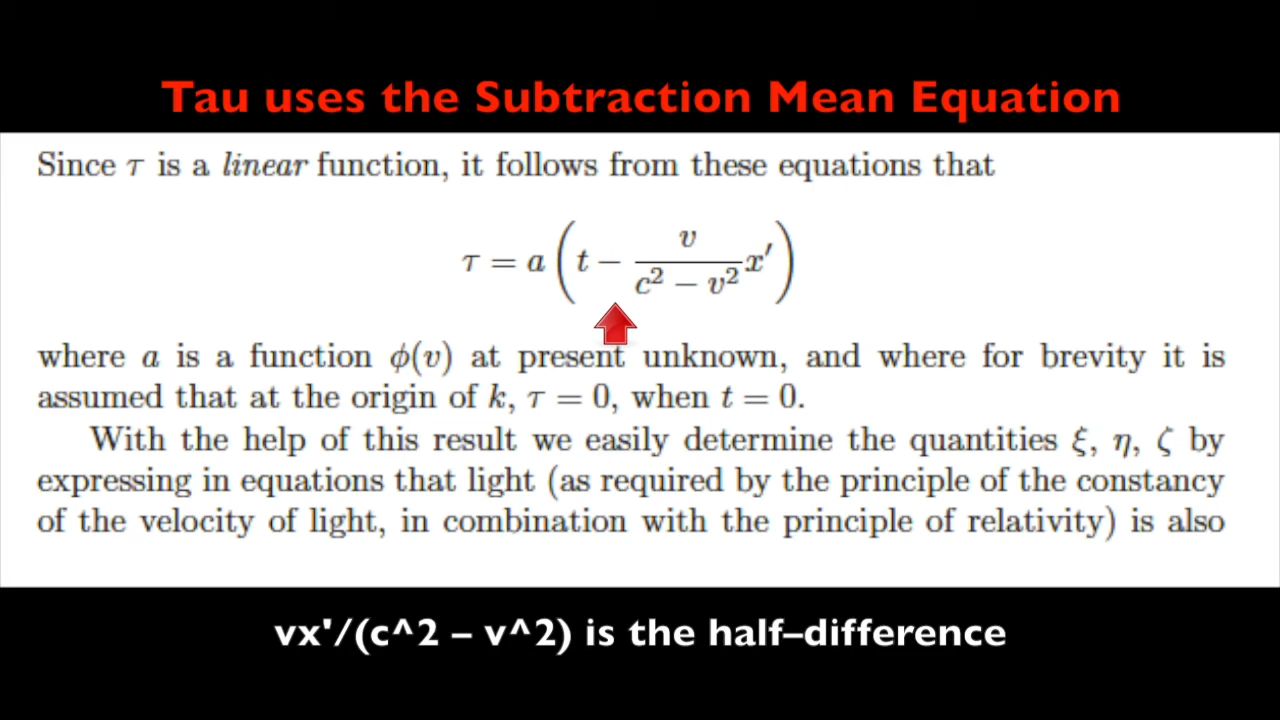 Tau uses the Subtraction Mean Equation
Since τ is a linear function, it follows from these equations that
τ = a ( t − v / (c² − v²) x′ )
where a is a function ϕ(v) at present unknown, and where for brevity it is
assumed that at the origin of k, τ = 0, when t = 0.
With the help of this result we easily determine the quantities ξ, η, ζ by
expressing in equations that light (as required by the principle of the constancy
of the velocity of light, in combination with the principle of relativity) is also
vx'/(c^2 – v^2) is the half–difference